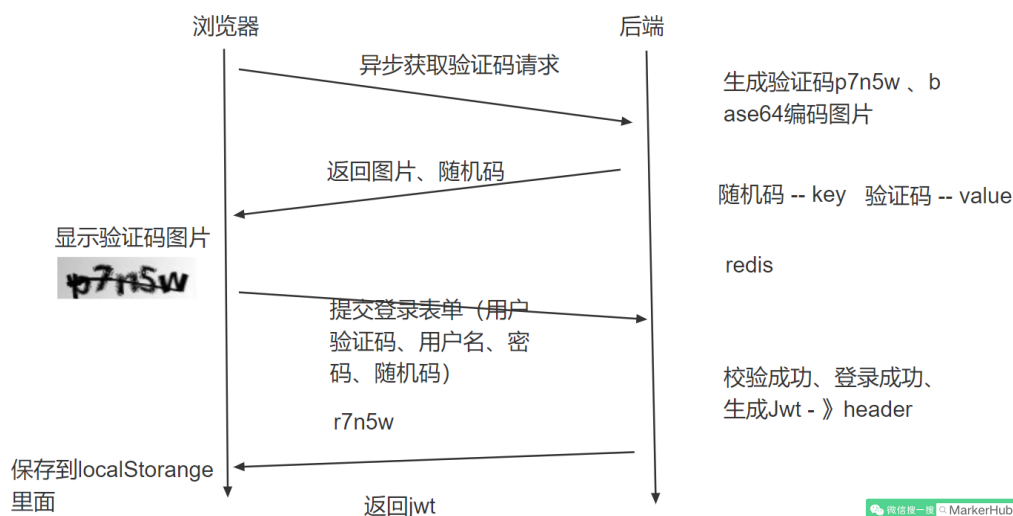 浏览器
后端
异步获取验证码请求
生成验证码p7n5w 、b
ase64编码图片
返回图片、随机码
随机码 -- key 验证码 -- value
显示验证码图片
p7n5w
redis
提交登录表单（用户
验证码、用户名、密
码、随机码）
校验成功、登录成功、
生成Jwt - 》header
r7n5w
保存到localStorange
里面
返回jwt
微信搜一搜 MarkerHub